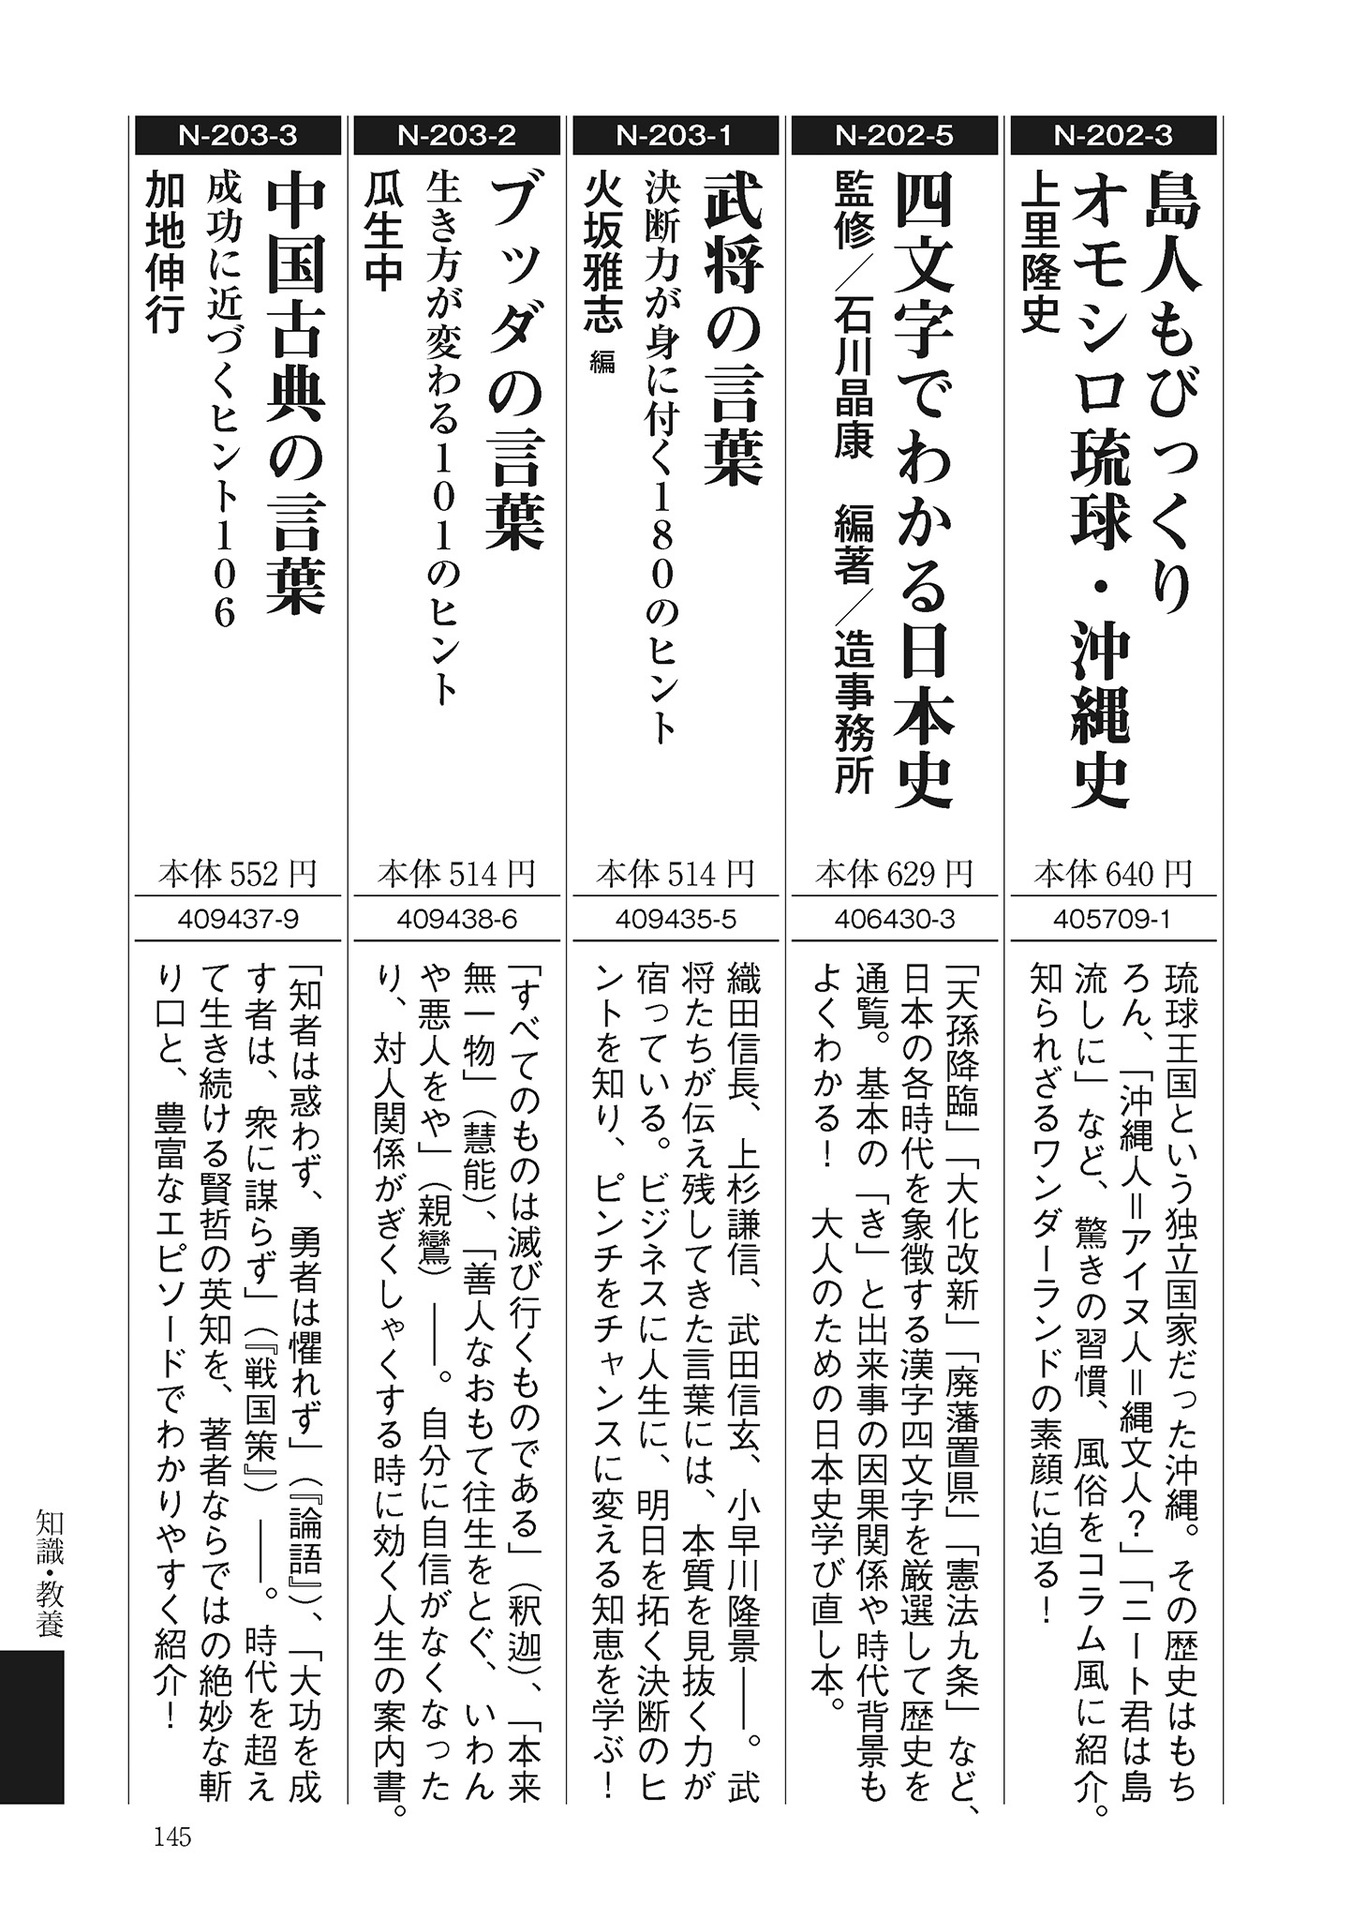 N-202-3
島人もびっくり
オモシロ琉球・沖縄史
上里隆史
本体 640 円
405709-1
琉球王国という独立国家だった沖縄。その歴史はもち
ろん、「沖縄人＝アイヌ人＝縄文人？」「ニート君は島
流しに」など、驚きの習慣、風俗をコラム風に紹介。
知られざるワンダーランドの素顔に迫る！
N-202-5
四文字でわかる日本史
監修／石川晶康　編著／造事務所
本体 629 円
406430-3
「天孫降臨」「大化改新」「廃藩置県」「憲法九条」など、
日本の各時代を象徴する漢字四文字を厳選して歴史を
通覧。基本の「き」と出来事の因果関係や時代背景も
よくわかる！　大人のための日本史学び直し本。
N-203-1
武将の言葉
決断力が身に付く180のヒント
火坂雅志 編
本体 514 円
409435-5
織田信長、上杉謙信、武田信玄、小早川隆景――。武
将たちが伝え残してきた言葉には、本質を見抜く力が
宿っている。ビジネスに人生に、明日を拓く決断のヒ
ントを知り、ピンチをチャンスに変える知恵を学ぶ！
N-203-2
ブッダの言葉
生き方が変わる101のヒント
瓜生中
本体 514 円
409438-6
「すべてのものは滅び行くものである」（釈迦）、「本来
無一物」（慧能）、「善人なおもて往生をとぐ、いわん
や悪人をや」（親鸞）――。自分に自信がなくなった
り、対人関係がぎくしゃくする時に効く人生の案内書。
N-203-3
中国古典の言葉
成功に近づくヒント106
加地伸行
本体 552 円
409437-9
「知者は惑わず、勇者は懼れず」（『論語』）、「大功を成
す者は、衆に謀らず」（『戦国策』）――。時代を超え
て生き続ける賢哲の英知を、著者ならではの絶妙な斬
り口と、豊富なエピソードでわかりやすく紹介！
知識・教養
145